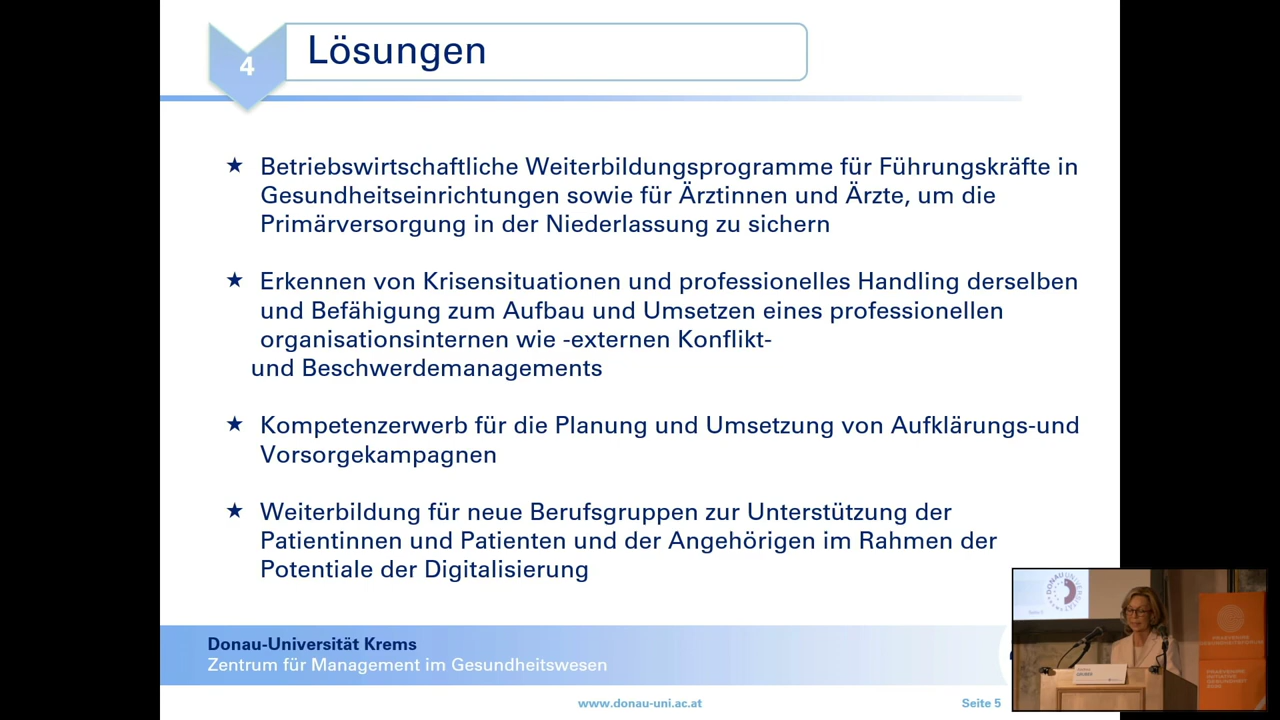 4
Lösungen
★ Betriebswirtschaftliche Weiterbildungsprogramme für Führungskräfte in
Gesundheitseinrichtungen sowie für Ärztinnen und Ärzte, um die
Primärversorgung in der Niederlassung zu sichern
★ Erkennen von Krisensituationen und professionelles Handling derselben
und Befähigung zum Aufbau und Umsetzen eines professionellen
organisationsinternen wie -externen Konflikt-
und Beschwerdemanagements
★ Kompetenzerwerb für die Planung und Umsetzung von Aufklärungs-und
Vorsorgekampagnen
★ Weiterbildung für neue Berufsgruppen zur Unterstützung der
Patientinnen und Patienten und der Angehörigen im Rahmen der
Potentiale der Digitalisierung
Donau-Universität Krems
Zentrum für Management im Gesundheitswesen
www.donau-uni.ac.at
Seite 5
DONAU UNIVERSITÄT